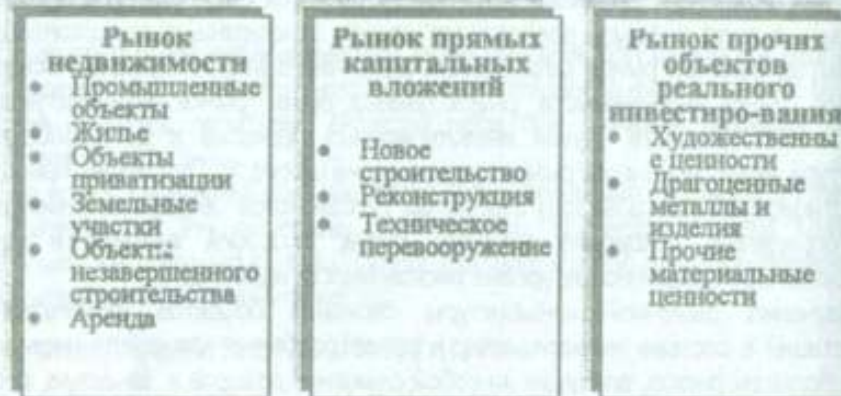 Рынок
недвижимости
• Промышленные
объекты
• Жилье
• Объекты
приватизации
• Земельные
участки
• Объекты
незавершенного
строительства
• Аренда
Рынок прямых
капитальных
вложений
• Новое
строительство
• Реконструкция
• Техническое
перевооружение
Рынок прочих
объектов
реального
инвестиро-вания
• Художественны
е ценности
• Драгоценные
металлы и
изделия
• Прочие
материальные
ценности